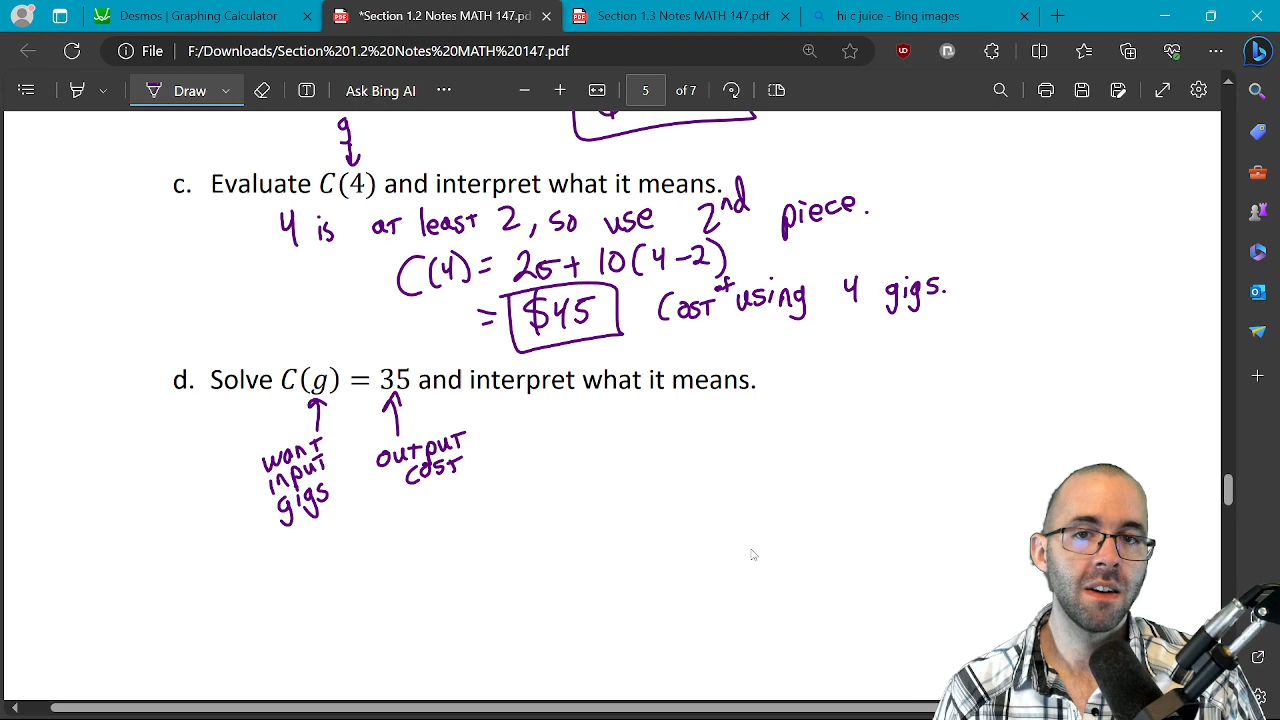 Desmos | Graphing Calculator
*Section 1.2 Notes MATH 147.pd
Section 1.3 Notes MATH 147.pdf
hi c juice - Bing images
File
F:/Downloads/Section%201.2%20Notes%20MATH%20147.pdf
Draw
Ask Bing AI
5
of 7
g
c. Evaluate C(4) and interpret what it means.
4 is at least 2, so use 2nd piece.
C(4) = 25 + 10(4-2)
= $45 Cost of using 4 gigs.
d. Solve C(g) = 35 and interpret what it means.
want
input
gigs
output
cost